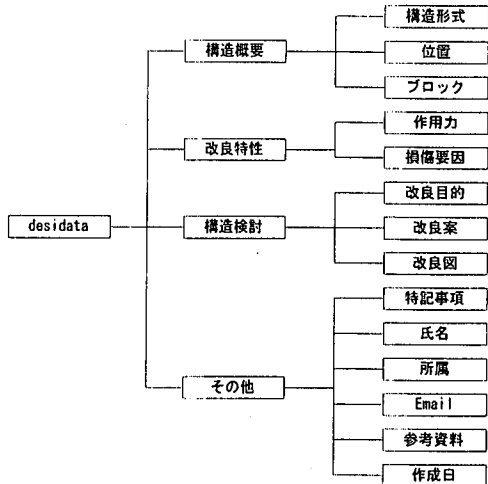 desidata
構造概要
構造形式
位置
ブロック
改良特性
作用力
損傷要因
構造検討
改良目的
改良案
改良図
その他
特記事項
氏名
所属
Email
参考資料
作成日